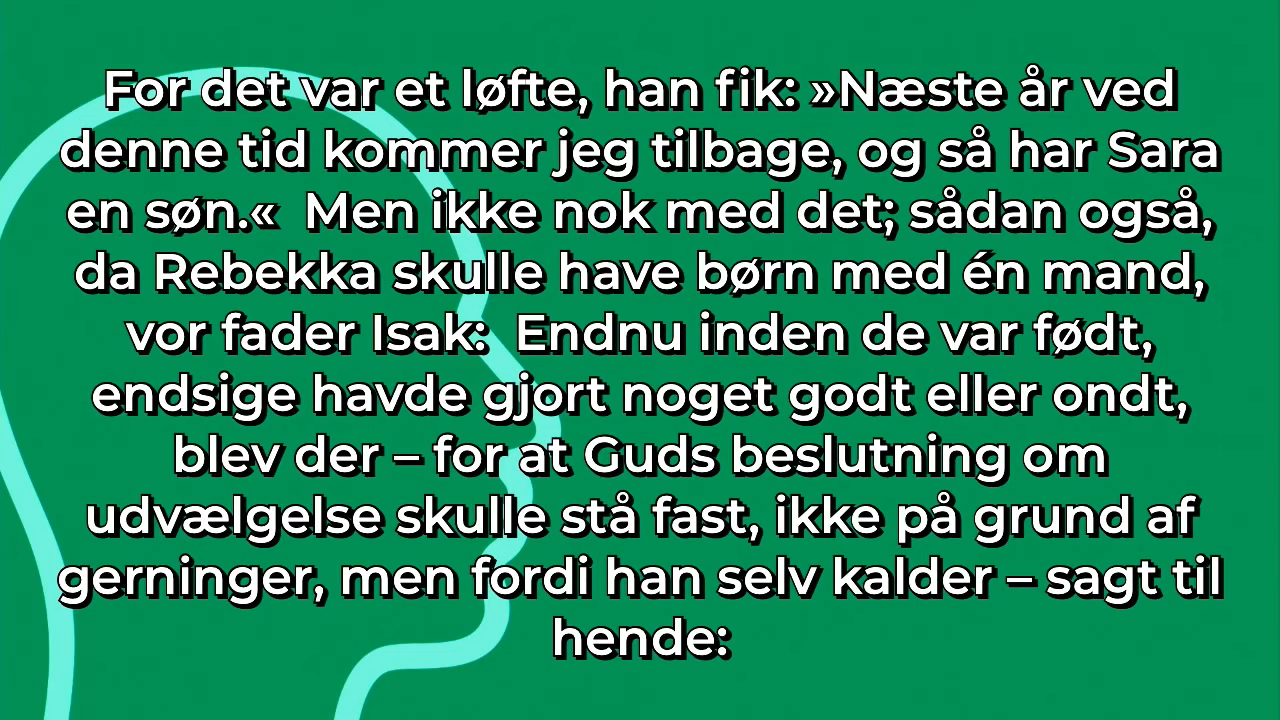 For det var et løfte, han fik: »Næste år ved
denne tid kommer jeg tilbage, og så har Sara
en søn.«  Men ikke nok med det; sådan også,
da Rebekka skulle have børn med én mand,
vor fader Isak:  Endnu inden de var født,
endsige havde gjort noget godt eller ondt,
blev der – for at Guds beslutning om
udvælgelse skulle stå fast, ikke på grund af
gerninger, men fordi han selv kalder – sagt til
hende: